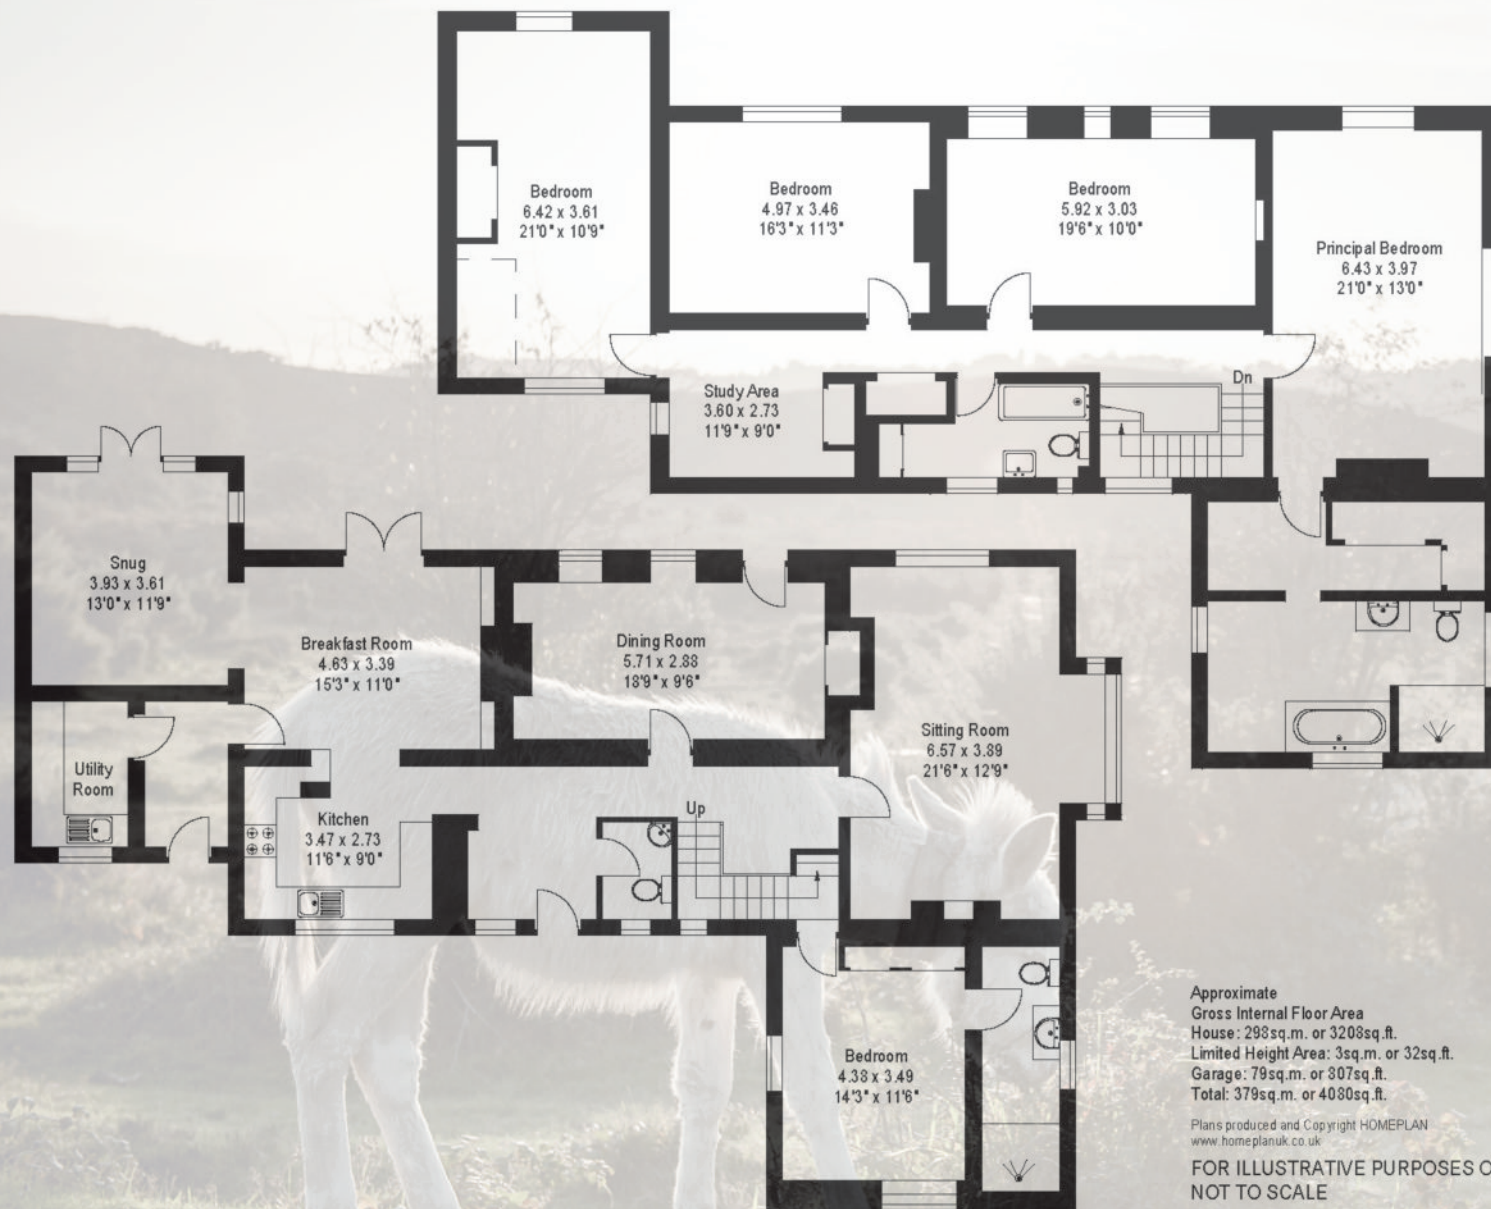 Bedroom
6.42 x 3.61
21'0" x 10'9"
Bedroom
4.97 x 3.46
16'3" x 11'3"
Bedroom
5.92 x 3.03
19'6" x 10'0"
Principal Bedroom
6.43 x 3.97
21'0" x 13'0"
Study Area
3.60 x 2.73
11'9" x 9'0"
Dn
Snug
3.93 x 3.61
13'0" x 11'9"
Breakfast Room
4.63 x 3.39
15'3" x 11'0"
Dining Room
5.71 x 2.88
18'9" x 9'6"
Sitting Room
6.57 x 3.89
21'6" x 12'9"
Utility
Room
Kitchen
3.47 x 2.73
11'6" x 9'0"
Up
Bedroom
4.38 x 3.49
14'3" x 11'6"
Approximate
Gross Internal Floor Area
House: 298sq.m. or 3208sq.ft.
Limited Height Area: 3sq.m. or 32sq.ft.
Garage: 79sq.m. or 807sq.ft.
Total: 379sq.m. or 4080sq.ft.
Plans produced and Copyright HOMEPLAN
www.homeplanuk.co.uk
FOR ILLUSTRATIVE PURPOSES
NOT TO SCALE